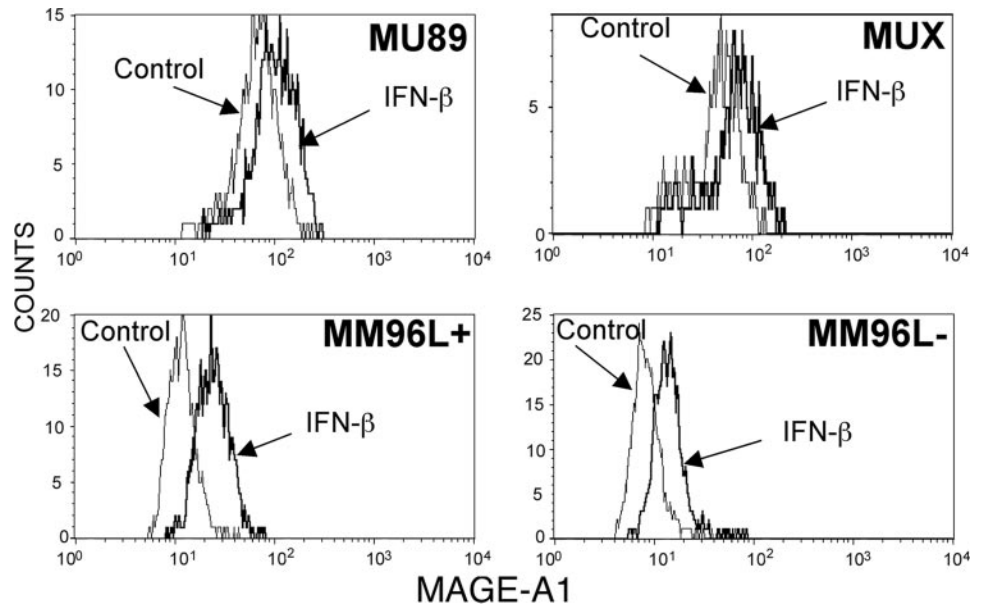 MU89
15
10
5
0
Control
IFN-β
10⁰ 10¹ 10² 10³ 10⁴
MUX
5
0
Control
IFN-β
10⁰ 10¹ 10² 10³ 10⁴
COUNTS
MM96L+
20
15
10
5
0
Control
IFN-β
10⁰ 10¹ 10² 10³ 10⁴
MM96L-
25
20
15
10
5
0
Control
IFN-β
10⁰ 10¹ 10² 10³ 10⁴
MAGE-A1